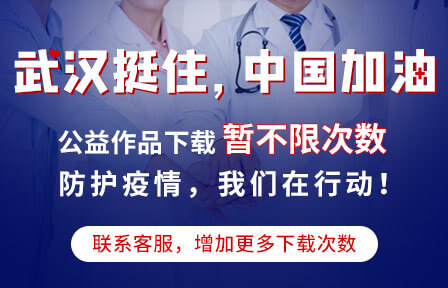 武汉挺住，中国加油
公益作品下载 暂不限次数
防护疫情，我们在行动！
联系客服，增加更多下载次数